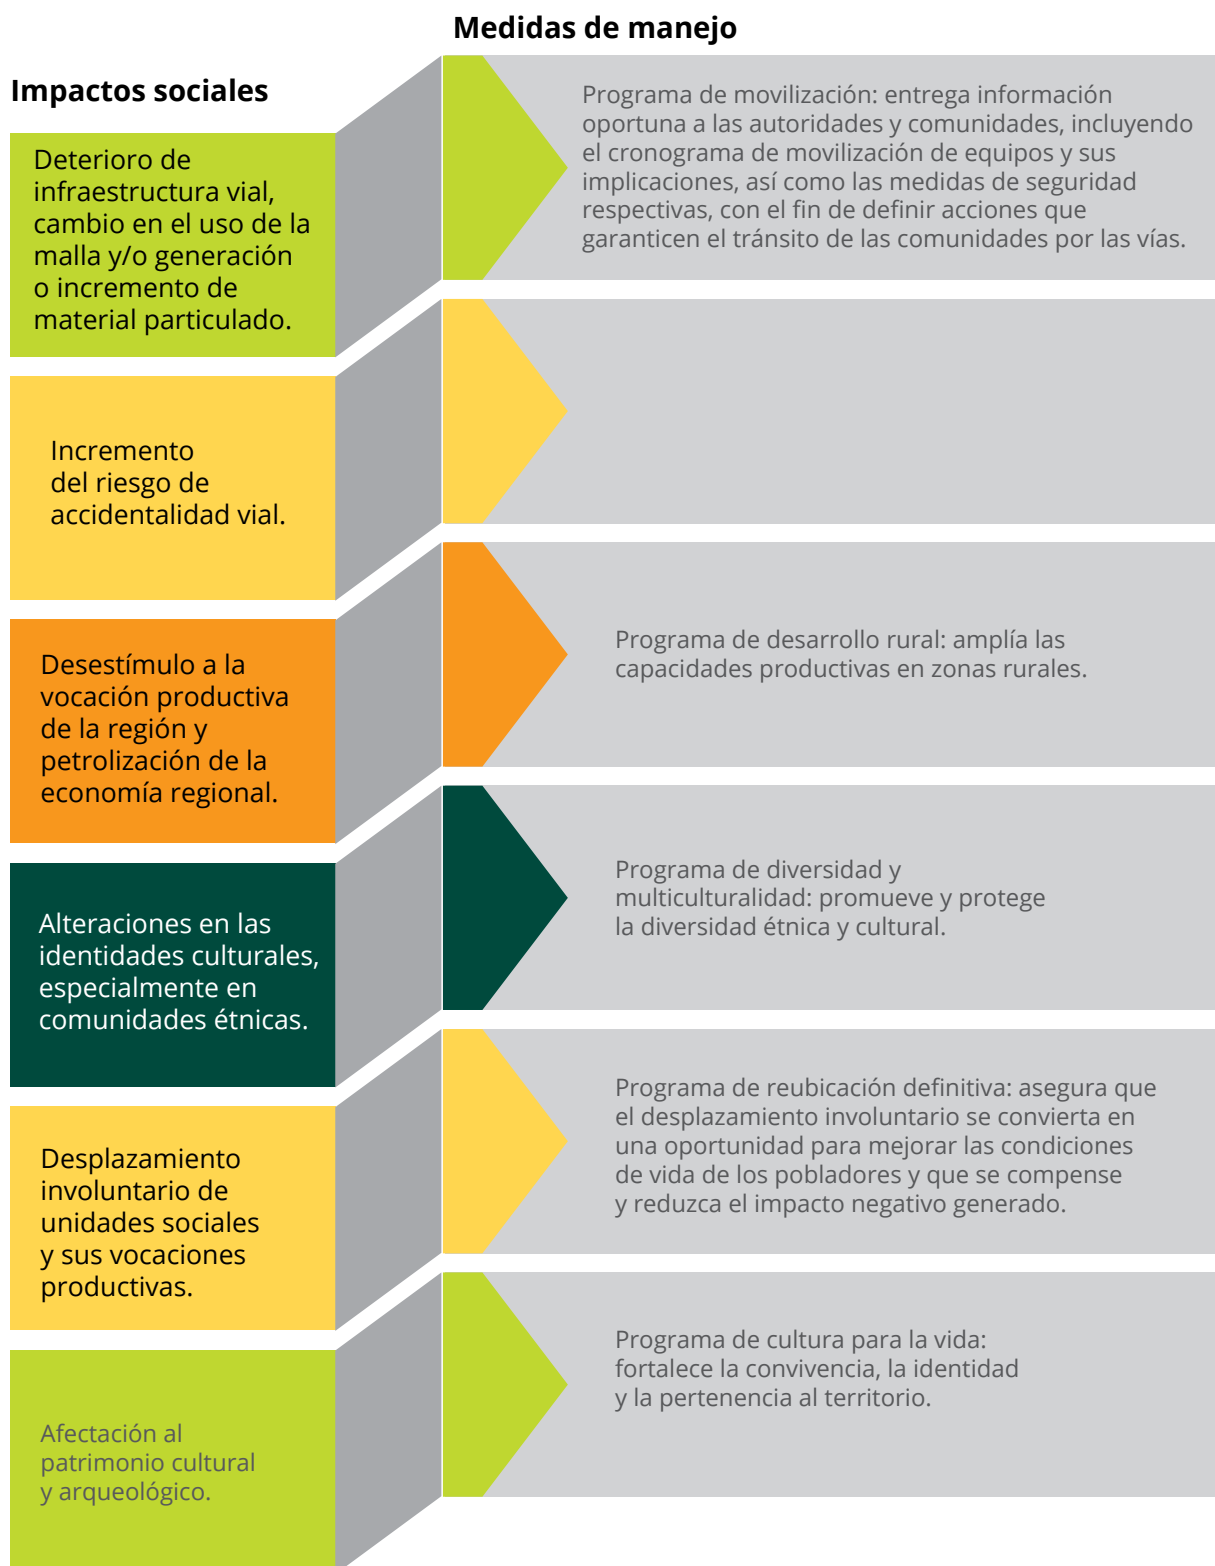 Medidas de manejo
Impactos sociales
Deterioro de
infraestructura vial,
cambio en el uso de la
malla y/o generación
o incremento de
material particulado.
Programa de movilización: entrega información
oportuna a las autoridades y comunidades, incluyendo
el cronograma de movilización de equipos y sus
implicaciones, así como las medidas de seguridad
respectivas, con el fin de definir acciones que
garanticen el tránsito de las comunidades por las vías.
Incremento
del riesgo de
accidentalidad vial.
Desestímulo a la
vocación productiva
de la región y
petrolización de la
economía regional.
Programa de desarrollo rural: amplía las
capacidades productivas en zonas rurales.
Alteraciones en las
identidades culturales,
especialmente en
comunidades étnicas.
Programa de diversidad y
multiculturalidad: promueve y protege
la diversidad étnica y cultural.
Desplazamiento
involuntario de
unidades sociales
y sus vocaciones
productivas.
Programa de reubicación definitiva: asegura que
el desplazamiento involuntario se convierta en
una oportunidad para mejorar las condiciones
de vida de los pobladores y que se compense
y reduzca el impacto negativo generado.
Afectación al
patrimonio cultural
y arqueológico.
Programa de cultura para la vida:
fortalece la convivencia, la identidad
y la pertenencia al territorio.